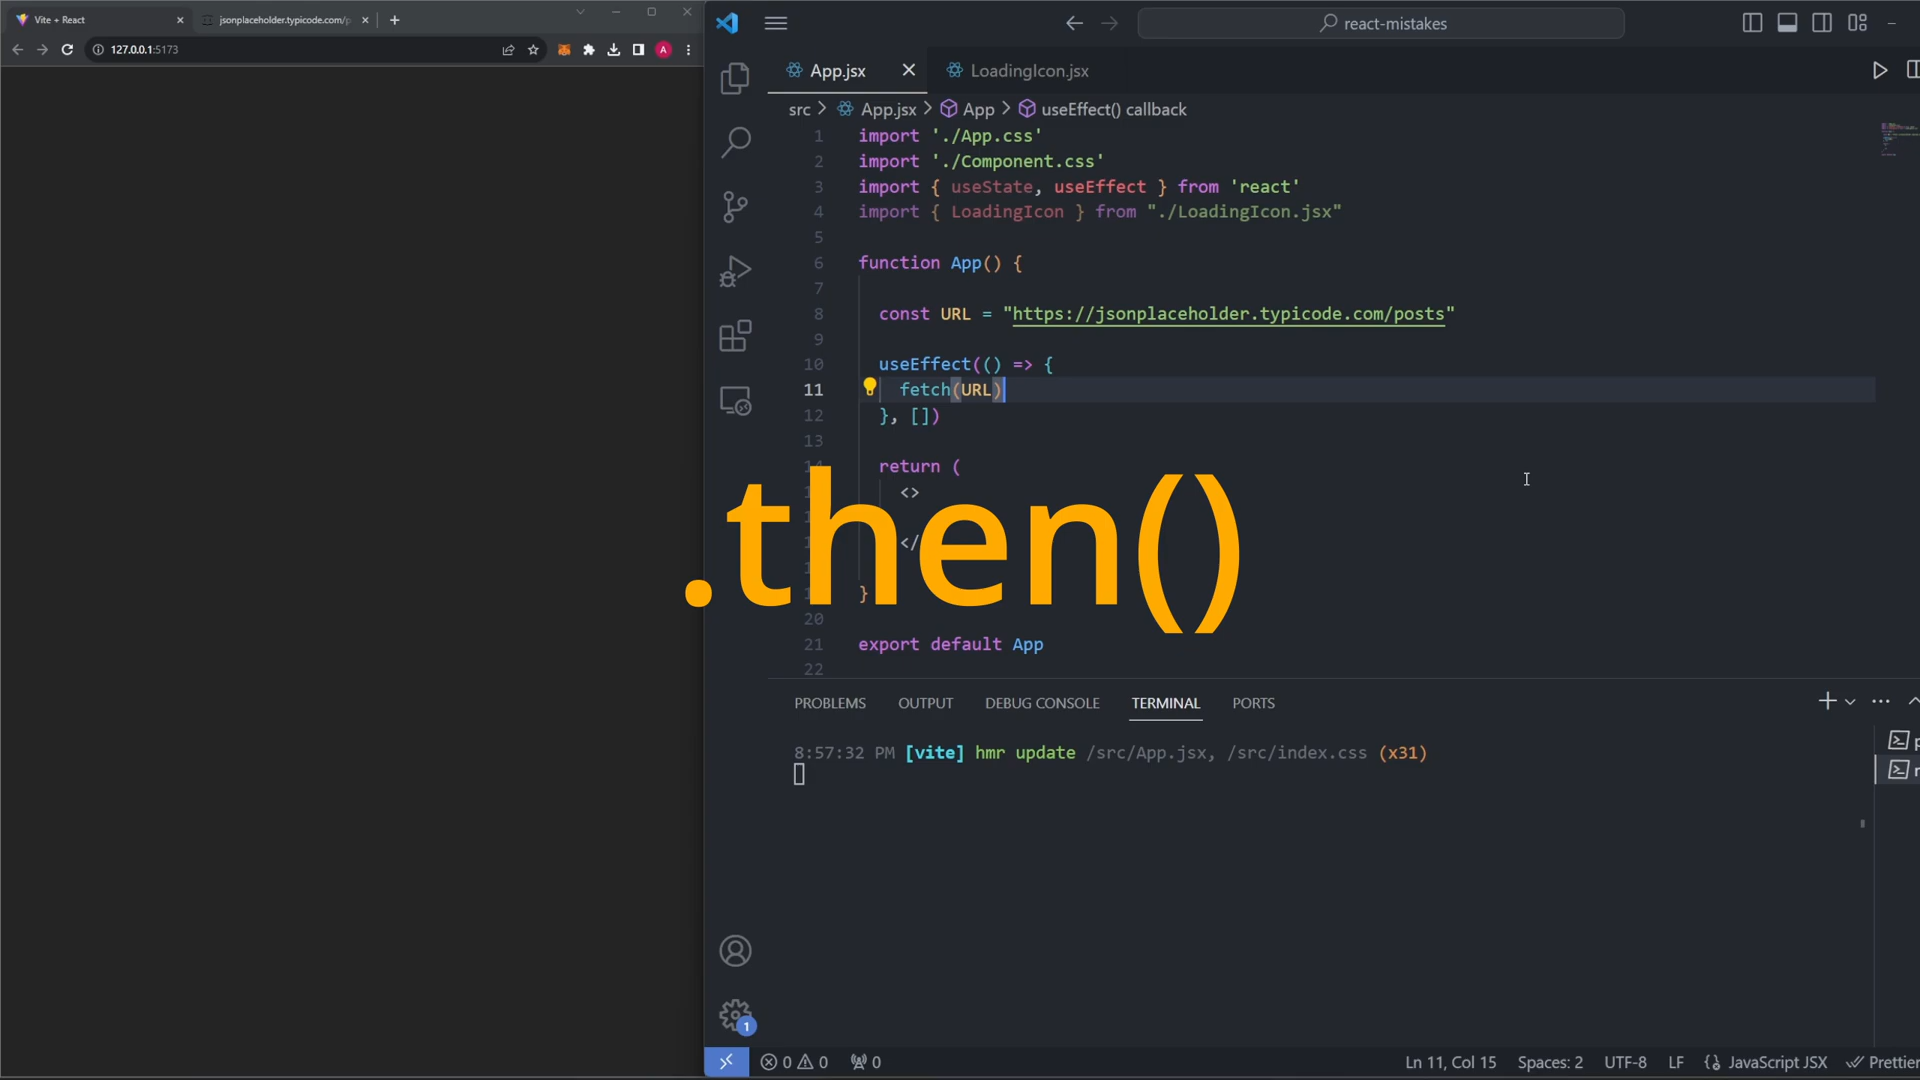 Vite + React
jsonplaceholder.typicode.com/p
127.0.0.1:5173
A
react-mistakes
App.jsx
LoadingIcon.jsx
src > App.jsx > App > useEffect() callback
1 import './App.css'
2 import './Component.css'
3 import { useState, useEffect } from 'react'
4 import { LoadingIcon } from "./LoadingIcon.jsx"
5
6 function App() {
7
8 const URL = "https://jsonplaceholder.typicode.com/posts"
9
10 useEffect(() => {
11 fetch(URL)
12 }, [])
13
14 return (
<>
</
.then()
}
20
21 export default App
22
PROBLEMS OUTPUT DEBUG CONSOLE TERMINAL PORTS
8:57:32 PM [vite] hmr update /src/App.jsx, /src/index.css (x31)
1
0 0 0 Ln 11, Col 15 Spaces: 2 UTF-8 LF JavaScript JSX Prettier